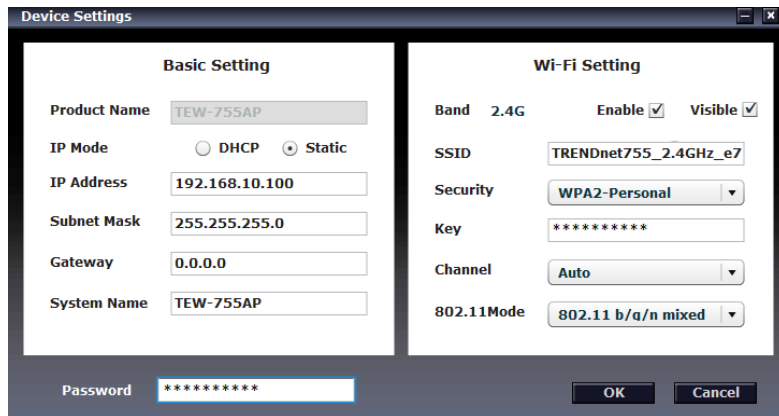 Device Settings
Basic Setting
Product Name TEW-755AP
IP Mode DHCP Static
IP Address 192.168.10.100
Subnet Mask 255.255.255.0
Gateway 0.0.0.0
System Name TEW-755AP
Wi-Fi Setting
Band 2.4G Enable Visible
SSID TRENDnet755_2.4GHz_e7
Security WPA2-Personal
Key **********
Channel Auto
802.11Mode 802.11 b/g/n mixed
Password **********
OK Cancel